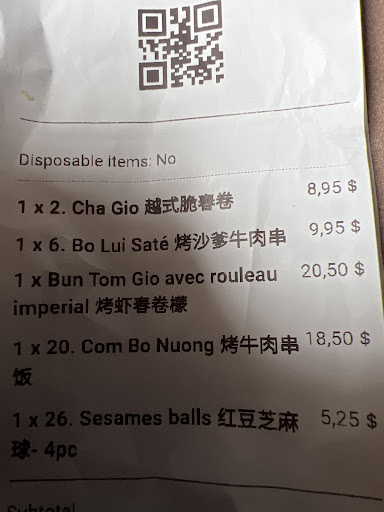 Disposable items: No
1 x 2. Cha Gio 越式脆春卷 8,95 $
1 x 6. Bo Lui Saté 烤沙爹牛肉串 9,95 $
1 x Bun Tom Gio avec rouleau 20,50 $
imperial 烤虾春卷檬
1 x 20. Com Bo Nuong 烤牛肉串 18,50 $
饭
1 x 26. Sesames balls 红豆芝麻 5,25 $
球- 4pc
Subtotal